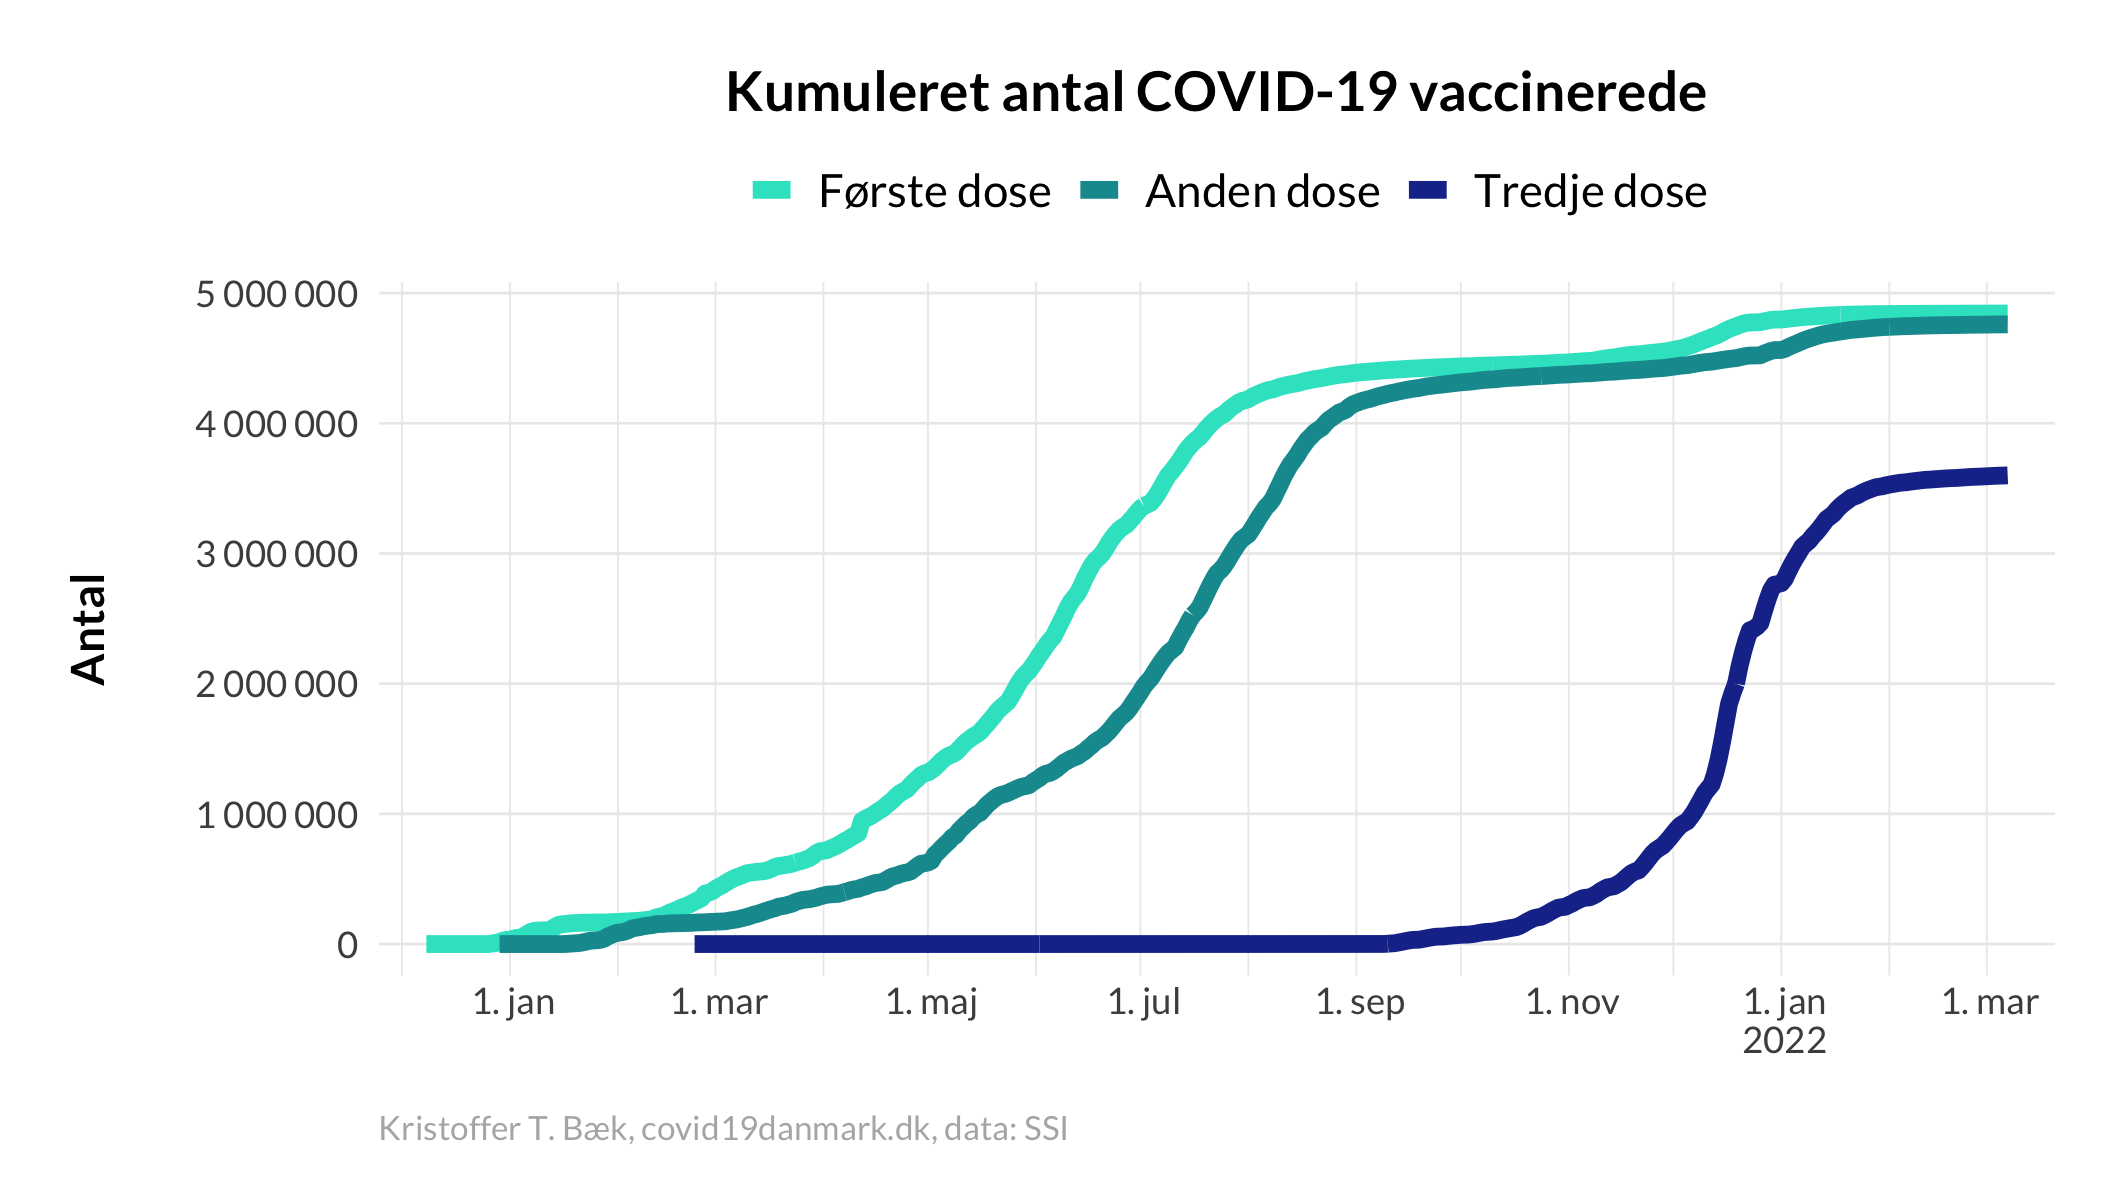 Kumuleret antal COVID-19 vaccinerede
Første dose Anden dose Tredje dose
Antal
5 000 000
4 000 000
3 000 000
2 000 000
1 000 000
0
1. jan 1. mar 1. maj 1. jul 1. sep 1. nov 1. jan 1. mar
2022
Kristoffer T. Bæk, covid19danmark.dk, data: SSI